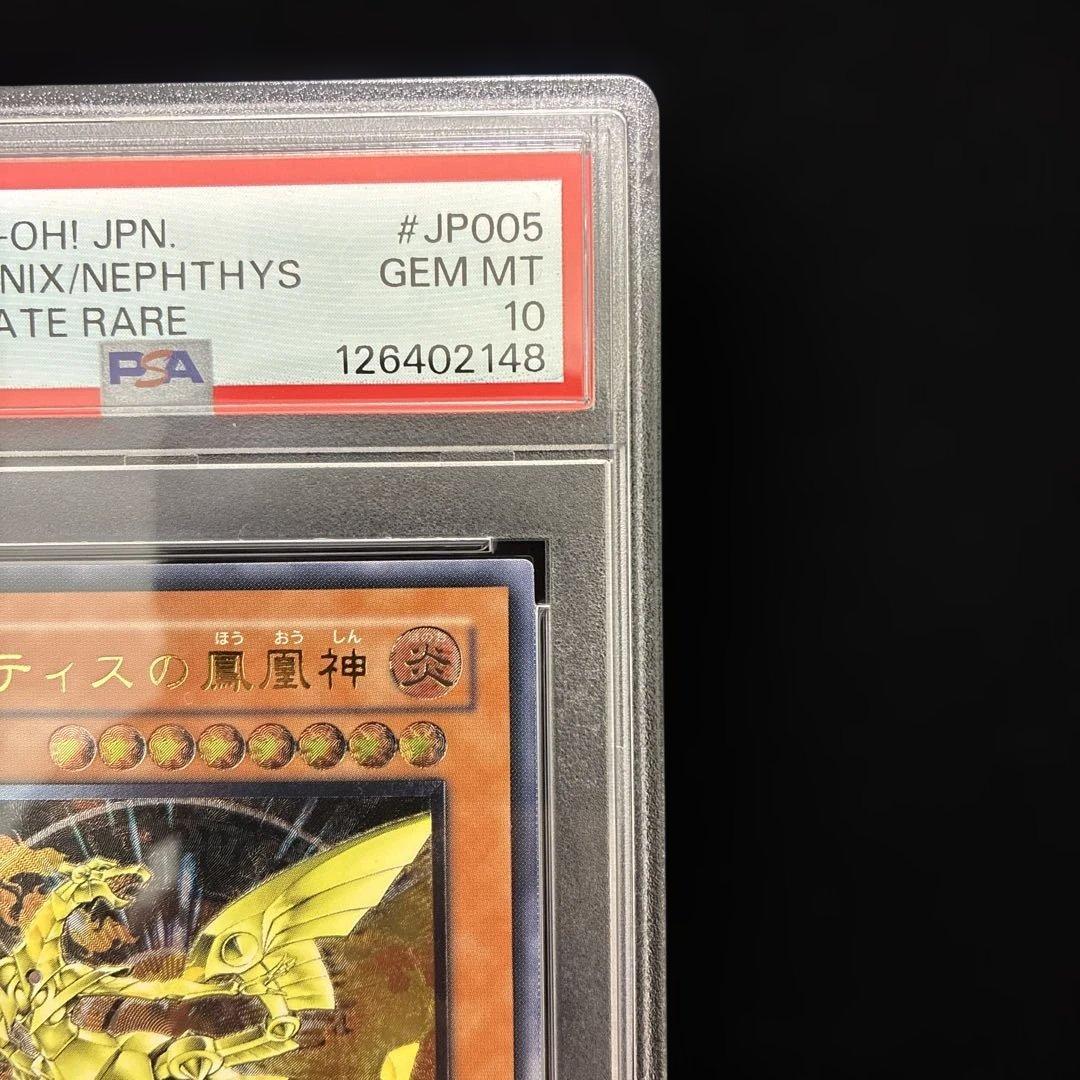 -OH! JPN. #JP005
NIX/NEPHTHYS GEM MT
ATE RARE 10
PSA 126402148
ほう おう しん
ティスの鳳凰神 炎